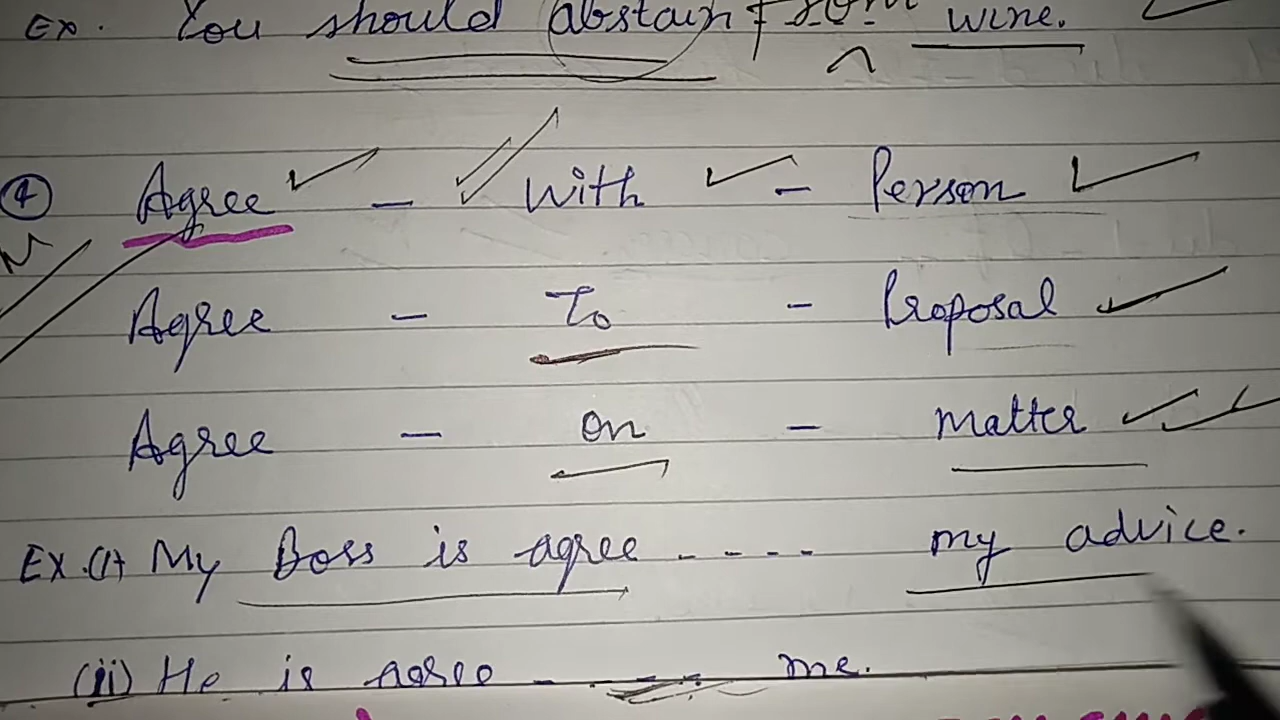 Ex. You should abstain from wine.
④ Agree - With - Person
Agree - To - Proposal
Agree - On - Matter
Ex.(i) My Boss is agree ..... my advice.
(ii) He is agree ..... me.